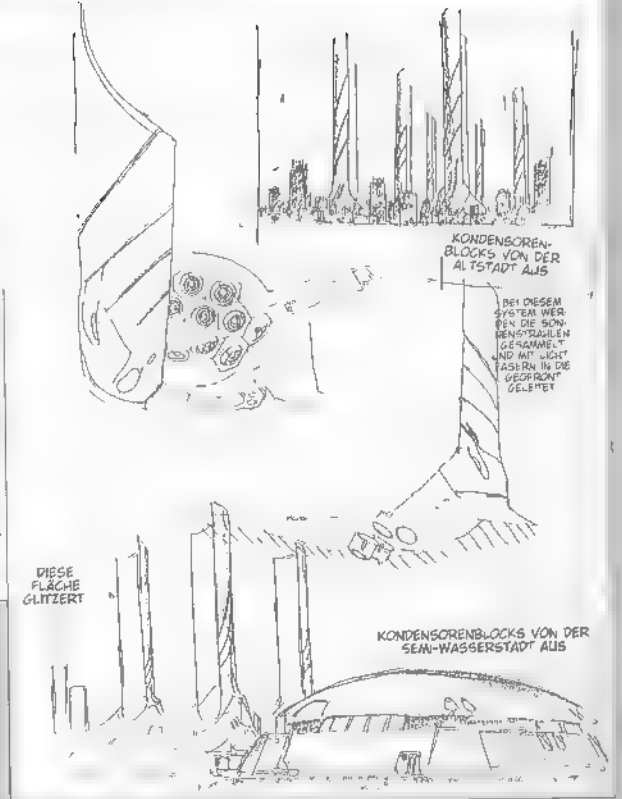 KONDENSOREN-
BLOCKS VON DER
ALTSTADT AUS
BEI DIESEM
SYSTEM WER-
DEN DIE SON-
NENSTRAHLEN
GESAMMELT
UND MIT LICHT
FASERN IN DIE
GEOFRONT
GELEITET
DIESE
FLÄCHE
GLITZERT
KONDENSORENBLOCKS VON DER
SEMI-WASSERSTADT AUS